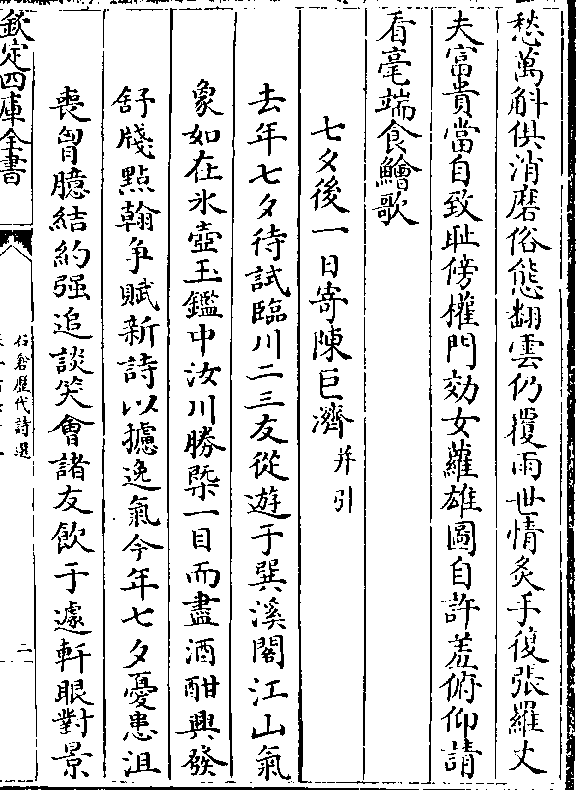 愁萬斛供消磨俗態翻雲仍覆雨世情炙手復張羅丈
夫富貴當自致耻傍權門効女蘿雄圖自許羞俯仰請
看毫端食鱠歌
七夕後一日寄陳巨濟并引
去年七夕待試臨川二三友從遊于㢲溪閣江山氣
象如在氷壺玉鑑中汝川勝槩一目而盡酒酣興發
舒牋點翰争賦新詩以攄逸氣今年七夕憂患沮
喪胷臆結約强追談笑會諸友飲于遽軒眼對景
欽定四庫全書
石倉歷代詩選
二